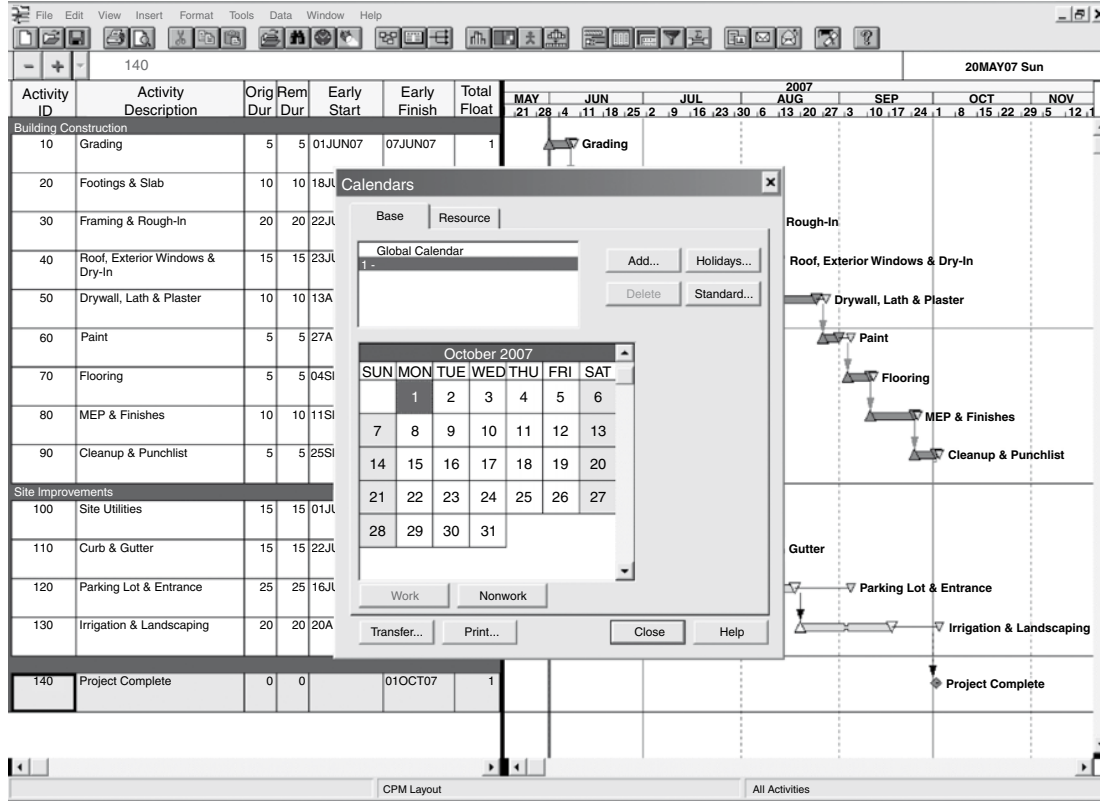 File Edit View Insert Format Tools Data Window Help
140
20MAY07 Sun
Activity ID Activity Description Orig Dur Rem Dur Early Start Early Finish Total Float
2007
MAY JUN JUL AUG SEP OCT NOV
21 28 4 11 18 25 2 9 16 23 30 6 13 20 27 3 10 17 24 1 8 15 22 29 5 12 1
Building Construction
10 Grading 5 5 01JUN07 07JUN07 1 Grading
20 Footings & Slab 10 10 18JU
30 Framing & Rough-In 20 20 22JU Rough-In
40 Roof, Exterior Windows & Dry-In 15 15 23JU Roof, Exterior Windows & Dry-In
50 Drywall, Lath & Plaster 10 10 13A Drywall, Lath & Plaster
60 Paint 5 5 27A Paint
70 Flooring 5 5 04S Flooring
80 MEP & Finishes 10 10 11S MEP & Finishes
90 Cleanup & Punchlist 5 5 25S Cleanup & Punchlist
Site Improvements
100 Site Utilities 15 15 01JU
110 Curb & Gutter 15 15 22JU Gutter
120 Parking Lot & Entrance 25 25 16JU Parking Lot & Entrance
130 Irrigation & Landscaping 20 20 20A Irrigation & Landscaping
140 Project Complete 0 0 01OCT07 1 Project Complete
Calendars
Base Resource
Global Calendar
1 -
Add... Holidays...
Delete Standard...
October 2007
SUN MON TUE WED THU FRI SAT
1 2 3 4 5 6
7 8 9 10 11 12 13
14 15 16 17 18 19 20
21 22 23 24 25 26 27
28 29 30 31
Work Nonwork
Transfer... Print... Close Help
CPM Layout All Activities